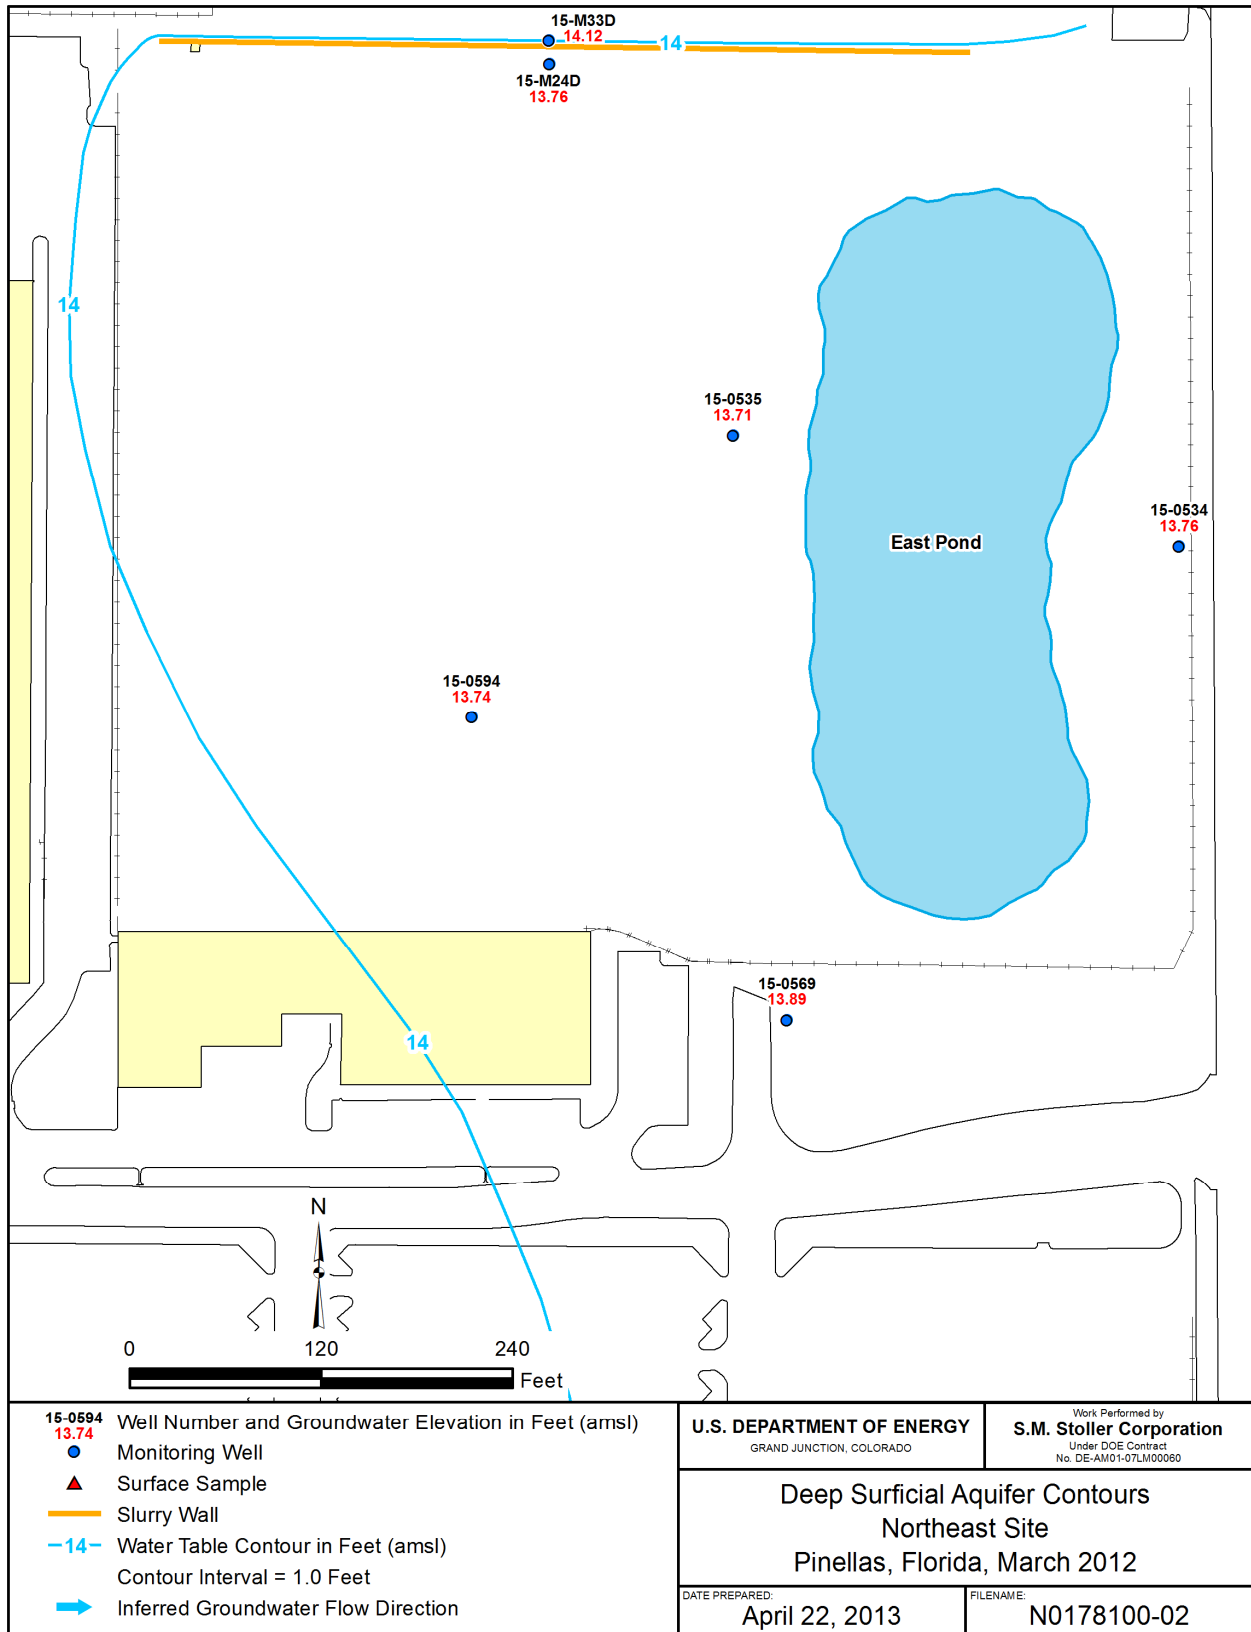 15-M33D
14.12
14
15-M24D
13.76
14
15-0535
13.71
15-0534
13.76
East Pond
15-0594
13.74
15-0569
13.89
14
N
0 120 240
Feet
15-0594
13.74
Well Number and Groundwater Elevation in Feet (amsl)
Monitoring Well
Surface Sample
Slurry Wall
14
Water Table Contour in Feet (amsl)
Contour Interval = 1.0 Feet
Inferred Groundwater Flow Direction
U.S. DEPARTMENT OF ENERGY
GRAND JUNCTION, COLORADO
Work Performed by
S.M. Stoller Corporation
Under DOE Contract
No. DE-AM01-07LM00060
Deep Surficial Aquifer Contours
Northeast Site
Pinellas, Florida, March 2012
DATE PREPARED:
April 22, 2013
FILENAME:
N0178100-02